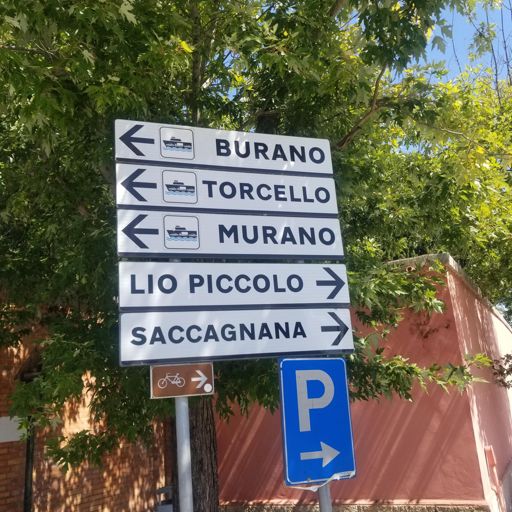 BURANO
TORCELLO
MURANO
LIO PICCOLO
SACCAGNANA
P